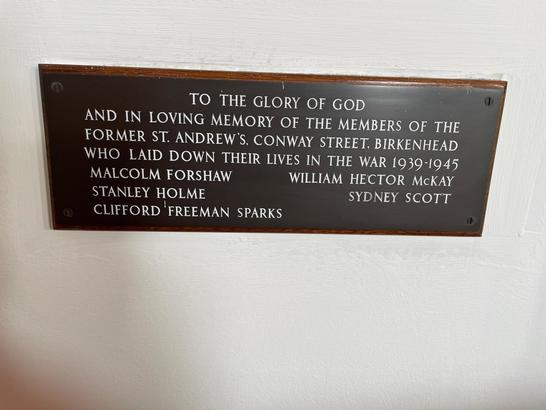 TO THE GLORY OF GOD
AND IN LOVING MEMORY OF THE MEMBERS OF THE
FORMER ST. ANDREW'S, CONWAY STREET, BIRKENHEAD
WHO LAID DOWN THEIR LIVES IN THE WAR 1939-1945
MALCOLM FORSHAW WILLIAM HECTOR McKAY
STANLEY HOLME SYDNEY SCOTT
CLIFFORD FREEMAN SPARKS